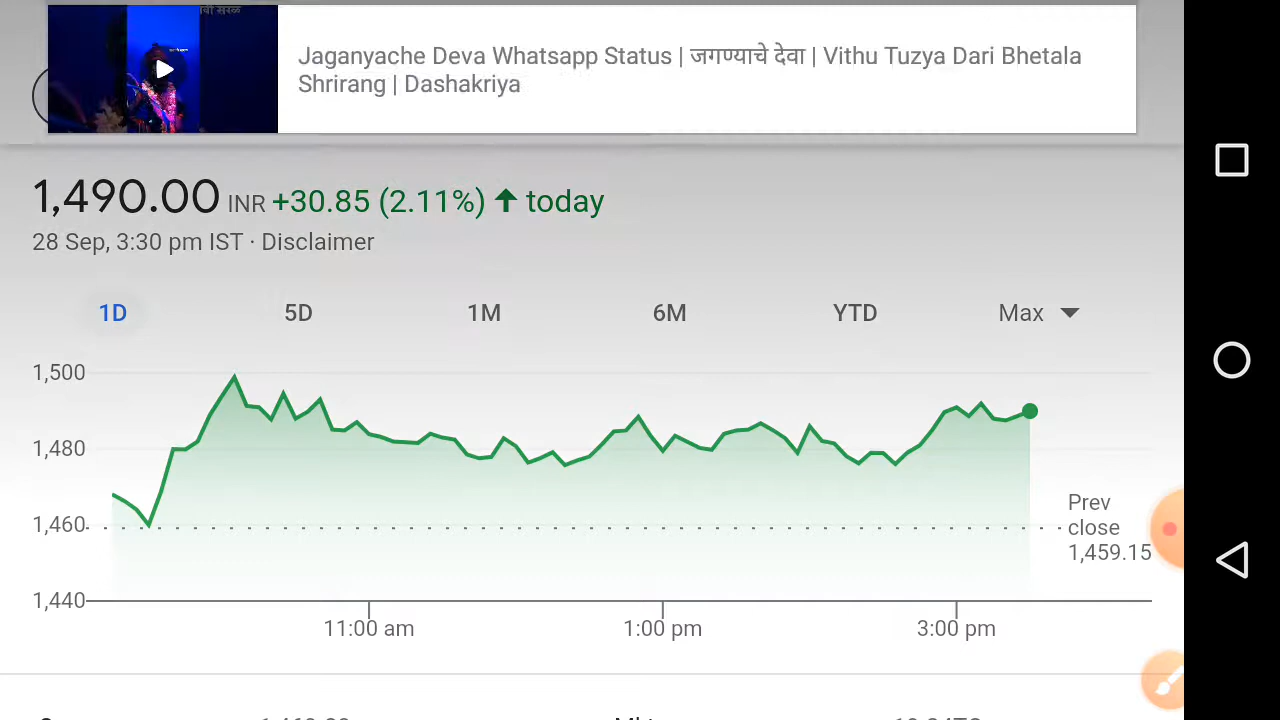 Jaganyache Deva Whatsapp Status | जगण्याचे देवा | Vithu Tuzya Dari Bhetala
Shrirang | Dashakriya
1,490.00 INR +30.85 (2.11%) ↑ today
28 Sep, 3:30 pm IST · Disclaimer
1D 5D 1M 6M YTD Max
1,500
1,480
1,460
Prev
close
1,459.15
1,440
11:00 am 1:00 pm 3:00 pm